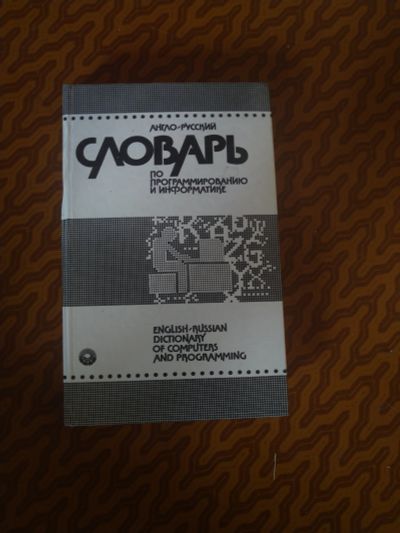 АНГЛО-РУССКИЙ
СЛОВАРЬ
ПО
ПРОГРАММИРОВАНИЮ
И ИНФОРМАТИКЕ
ENGLISH-RUSSIAN
DICTIONARY
OF COMPUTERS
AND PROGRAMMING